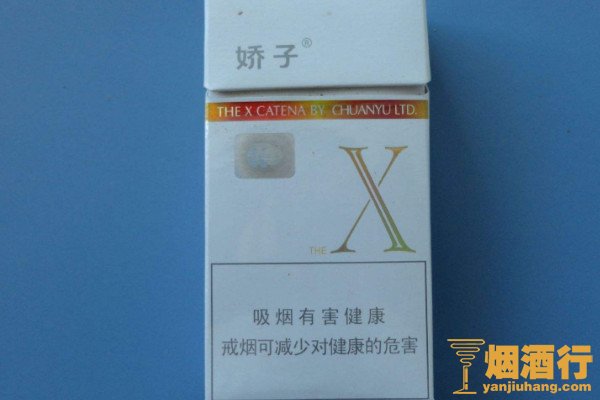 娇子®
THE X CATENA BY CHUANYU LTD.
THE X
吸烟有害健康
戒烟可减少对健康的危害
烟酒行
yanjiuhang.com